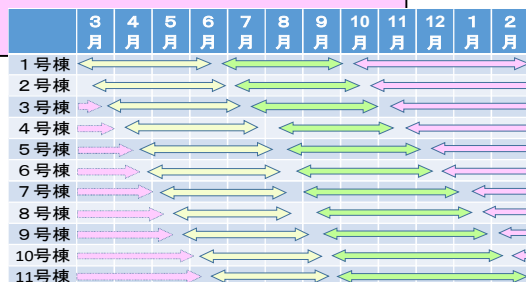 3月 4月 5月 6月 7月 8月 9月 10月 11月 12月 1月 2月
1号棟
2号棟
3号棟
4号棟
5号棟
6号棟
7号棟
8号棟
9号棟
10号棟
11号棟